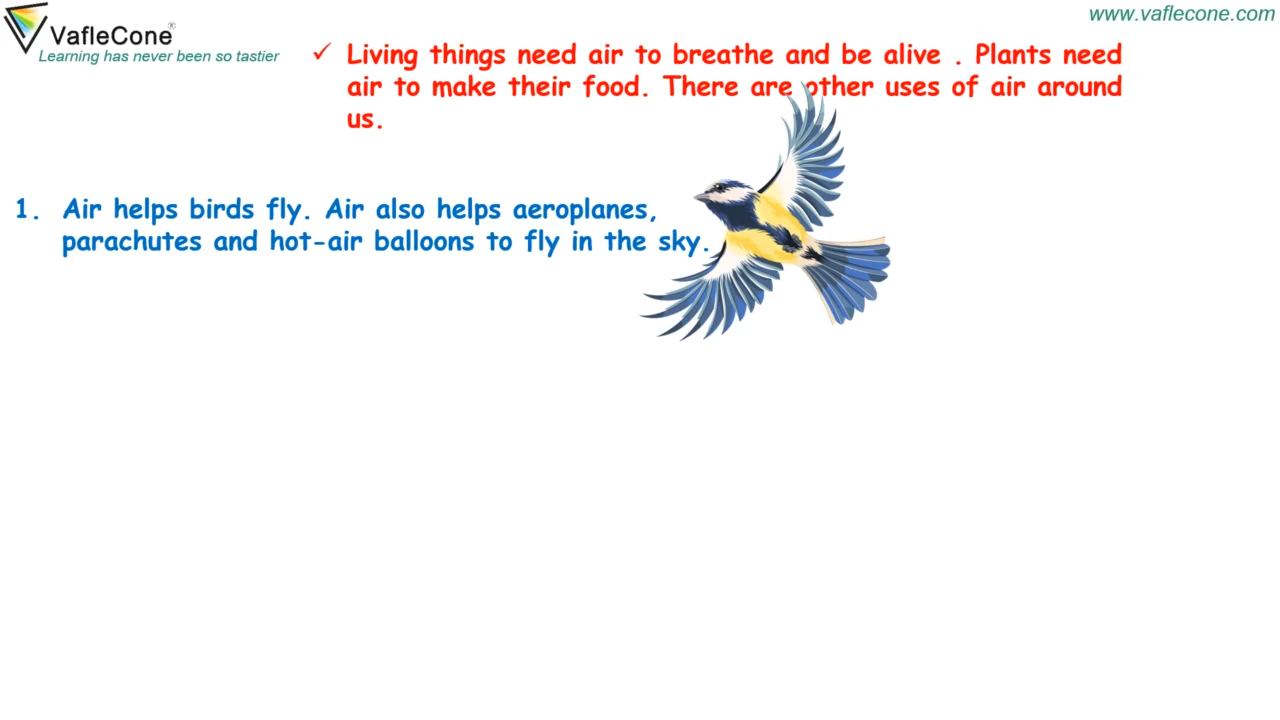 VafleCone®
Learning has never been so tastier
www.vaflecone.com
✓ Living things need air to breathe and be alive . Plants need
air to make their food. There are other uses of air around
us.
1. Air helps birds fly. Air also helps aeroplanes,
parachutes and hot-air balloons to fly in the sky.